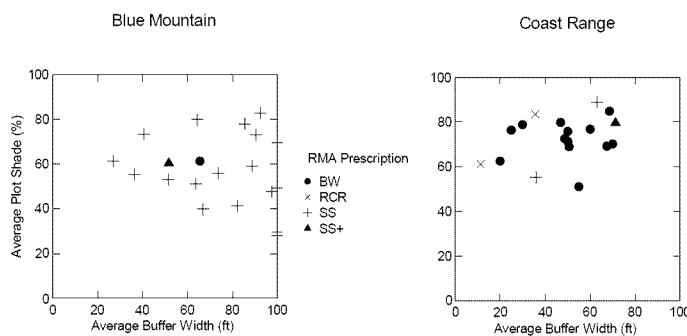 Blue Mountain
Coast Range
100
80
60
40
20
0
Average Plot Shade (%)
0 20 40 60 80 100
Average Buffer Width (ft)
RMA Prescription
BW
RCR
SS
SS+
100
80
60
40
20
0
0 20 40 60 80 100
Average Buffer Width (ft)